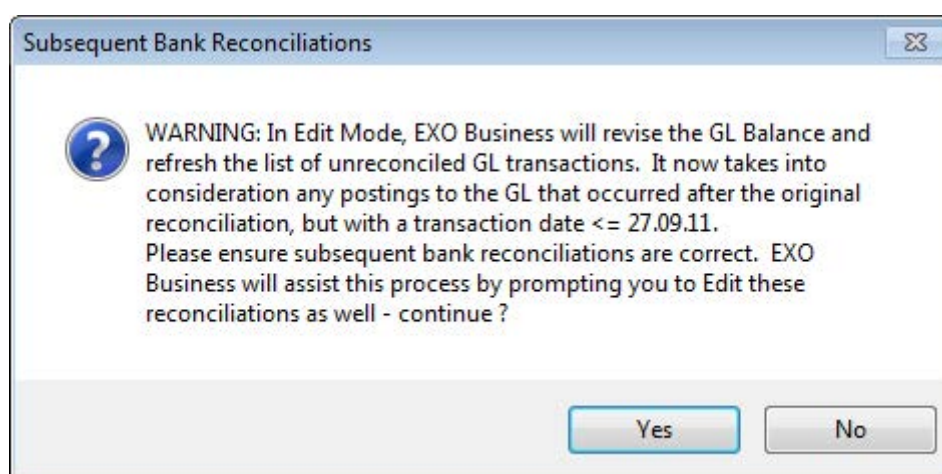 Subsequent Bank Reconciliations
WARNING: In Edit Mode, EXO Business will revise the GL Balance and
refresh the list of unreconciled GL transactions.  It now takes into
consideration any postings to the GL that occurred after the original
reconciliation, but with a transaction date <= 27.09.11.
Please ensure subsequent bank reconciliations are correct.  EXO
Business will assist this process by prompting you to Edit these
reconciliations as well - continue ?
Yes
No